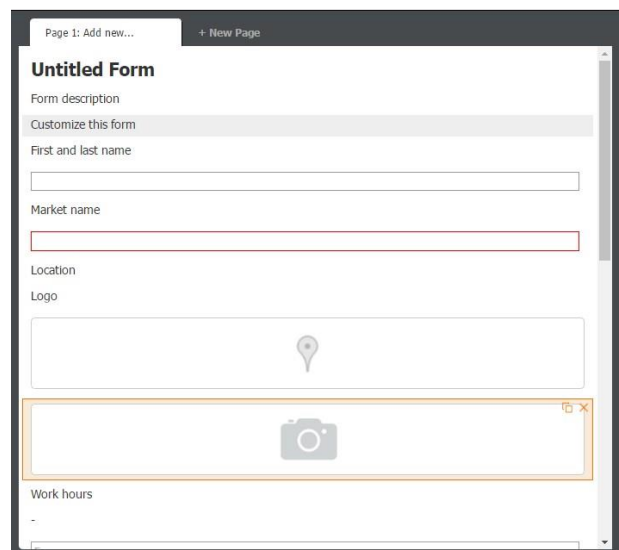 Page 1: Add new... + New Page
Untitled Form
Form description
Customize this form
First and last name
Market name
Location
Logo
Work hours
-